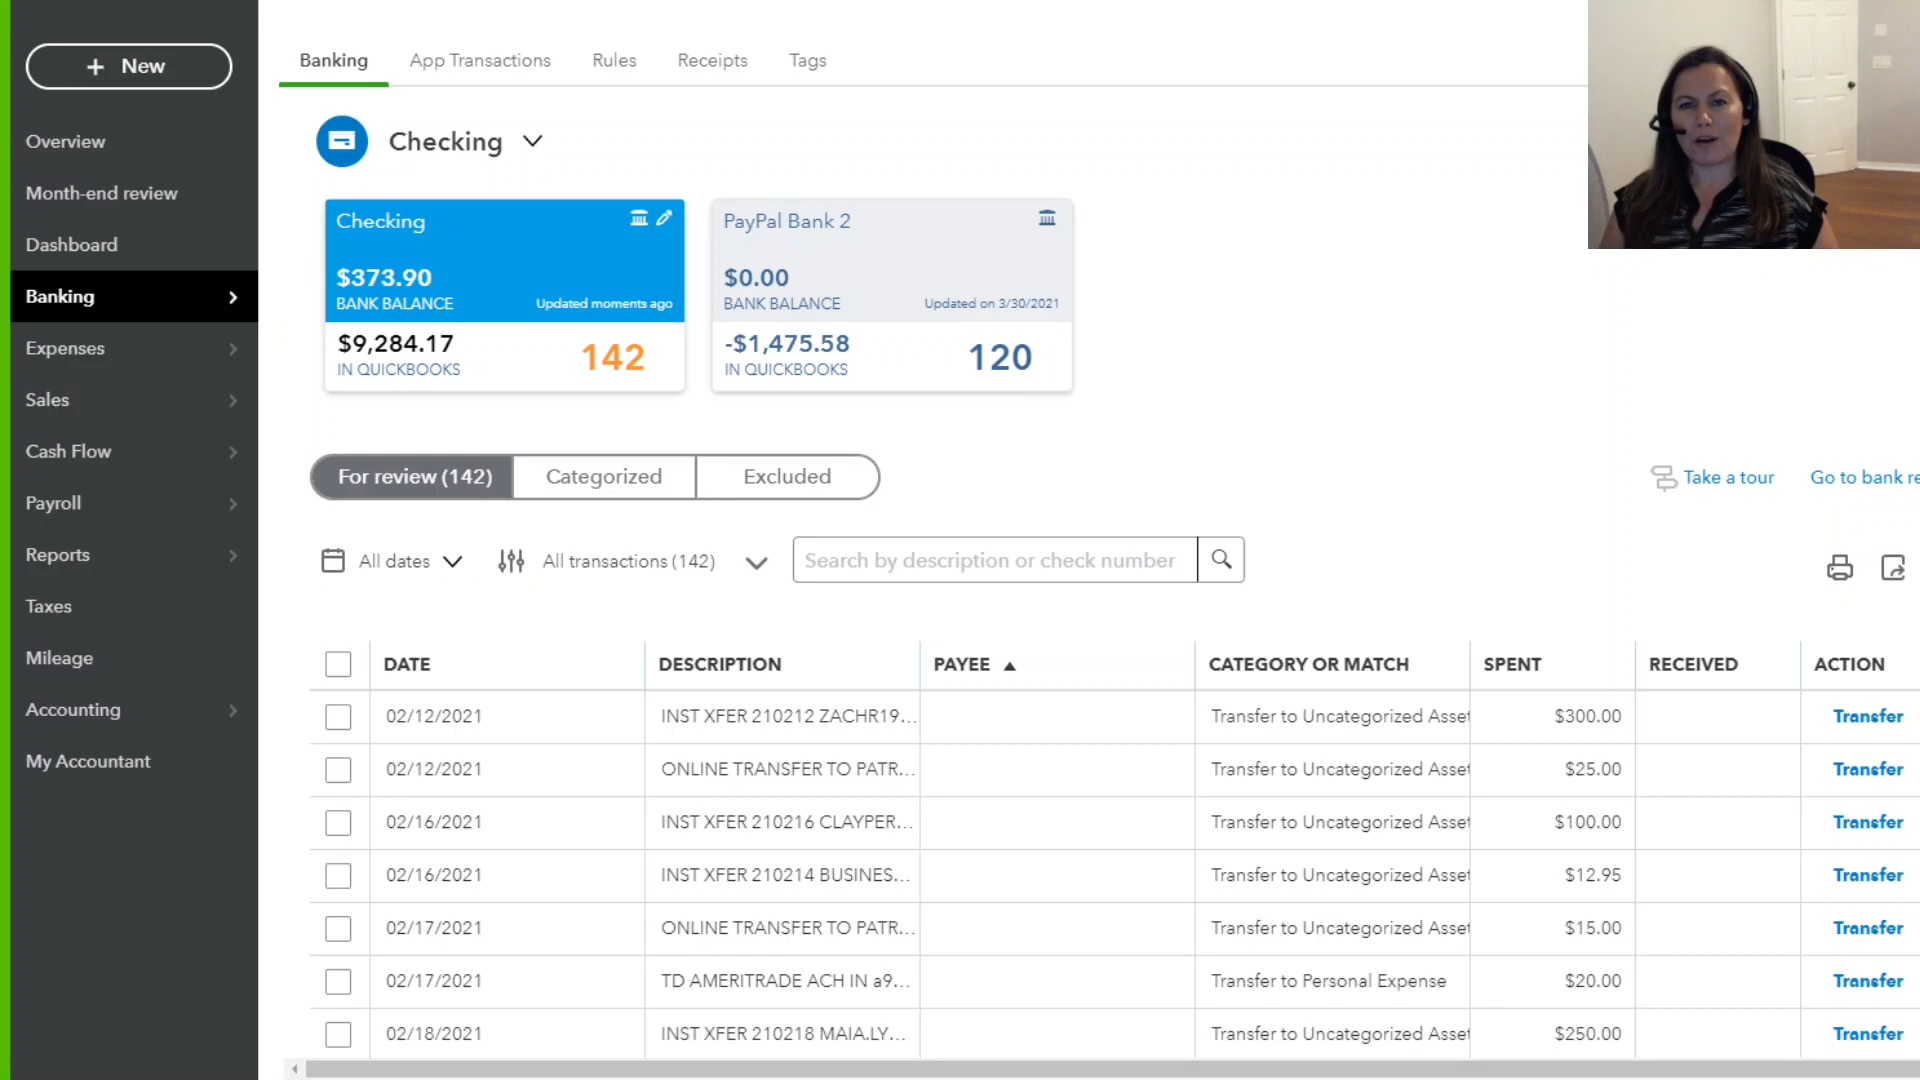 + New
Overview
Month-end review
Dashboard
Banking
Expenses
Sales
Cash Flow
Payroll
Reports
Taxes
Mileage
Accounting
My Accountant
Banking App Transactions Rules Receipts Tags
Checking
Checking
$373.90
BANK BALANCE Updated moments ago
$9,284.17
IN QUICKBOOKS
142
PayPal Bank 2
$0.00
BANK BALANCE Updated on 3/30/2021
-$1,475.58
IN QUICKBOOKS
120
For review (142) Categorized Excluded
Take a tour Go to bank re
All dates All transactions (142) Search by description or check number
DATE DESCRIPTION PAYEE ▲ CATEGORY OR MATCH SPENT RECEIVED ACTION
02/12/2021 INST XFER 210212 ZACHR19... Transfer to Uncategorized Asset $300.00 Transfer
02/12/2021 ONLINE TRANSFER TO PATR... Transfer to Uncategorized Asset $25.00 Transfer
02/16/2021 INST XFER 210216 CLAYPER... Transfer to Uncategorized Asset $100.00 Transfer
02/16/2021 INST XFER 210214 BUSINES... Transfer to Uncategorized Asset $12.95 Transfer
02/17/2021 ONLINE TRANSFER TO PATR... Transfer to Uncategorized Asset $15.00 Transfer
02/17/2021 TD AMERITRADE ACH IN a9... Transfer to Personal Expense $20.00 Transfer
02/18/2021 INST XFER 210218 MAIA.LY... Transfer to Uncategorized Asset $250.00 Transfer